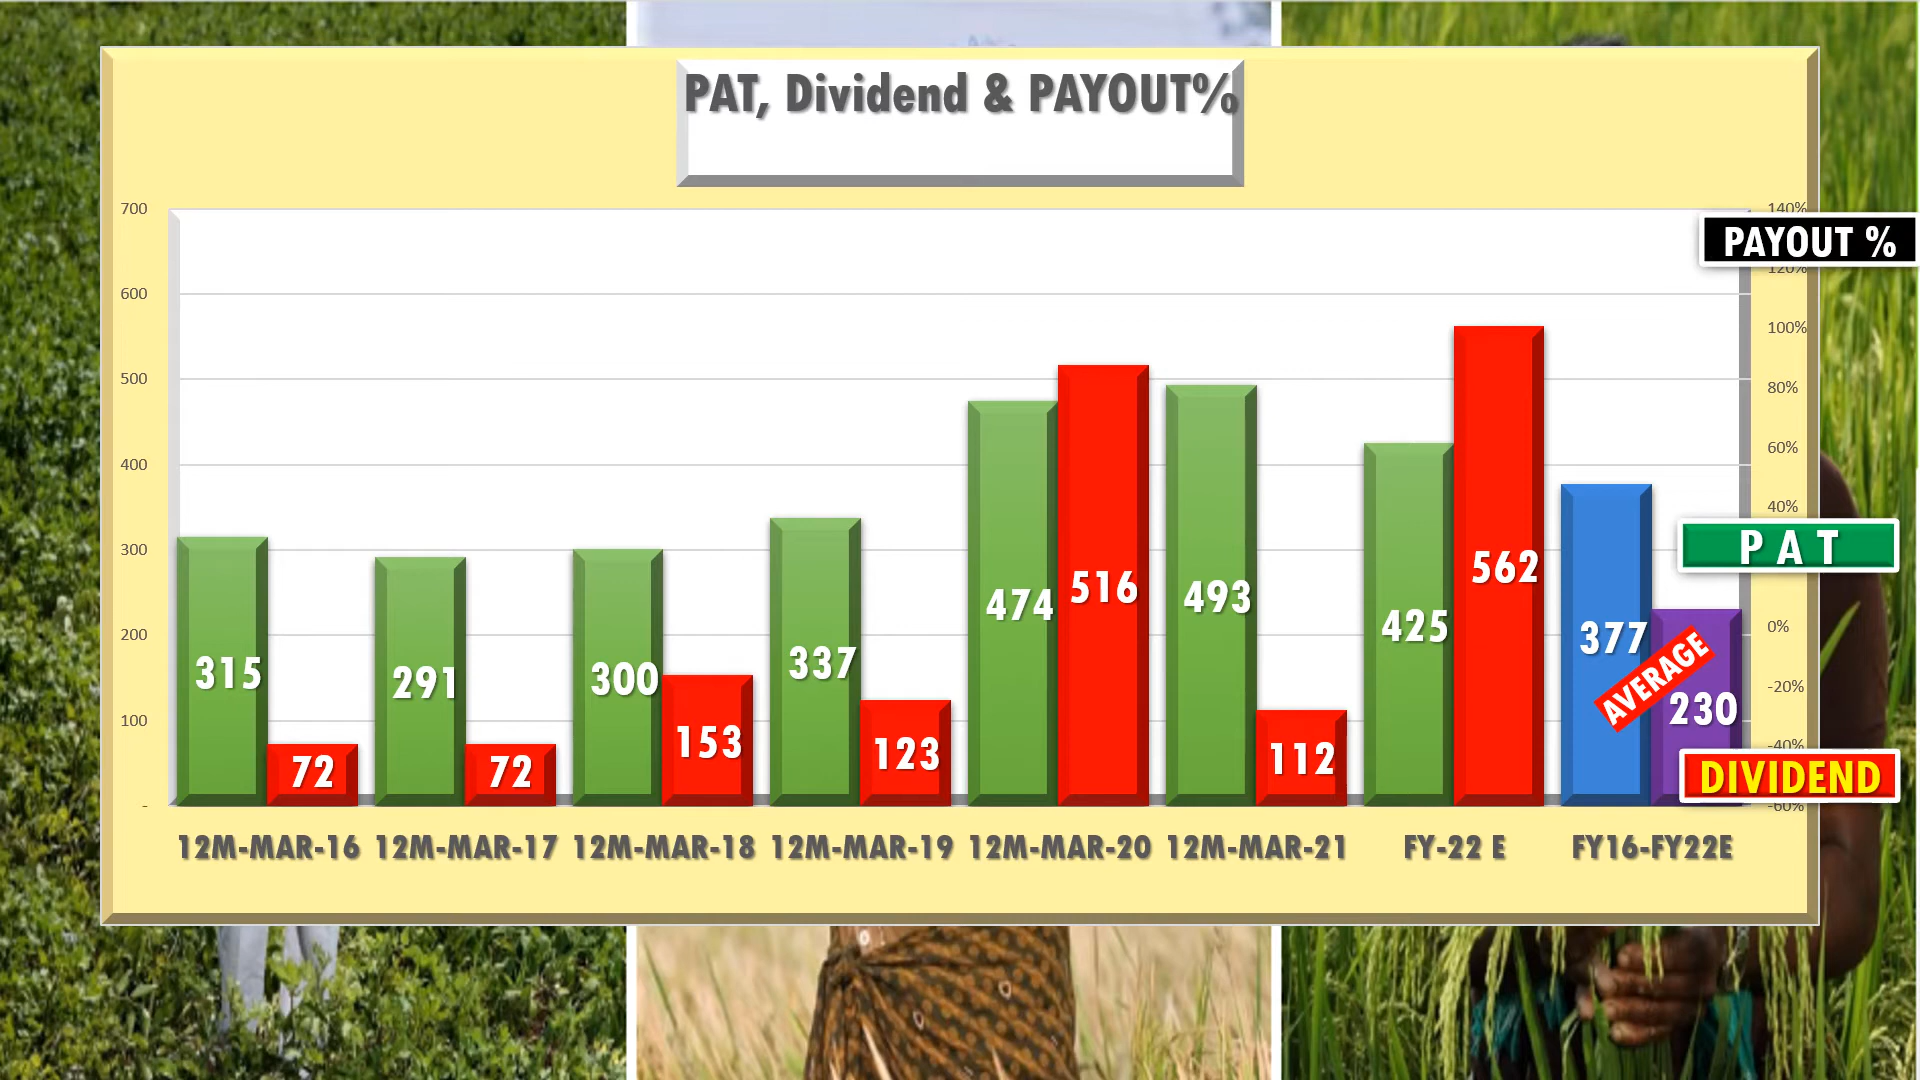 PAT, Dividend & PAYOUT%
700
600
500
400
300
200
100
-
140%
120%
100%
80%
60%
40%
0%
-20%
-40%
-60%
PAYOUT %
P A T
DIVIDEND
315
72
291
72
300
153
337
123
474
516
493
112
425
562
377
AVERAGE
230
12M-MAR-16
12M-MAR-17
12M-MAR-18
12M-MAR-19
12M-MAR-20
12M-MAR-21
FY-22 E
FY16-FY22E